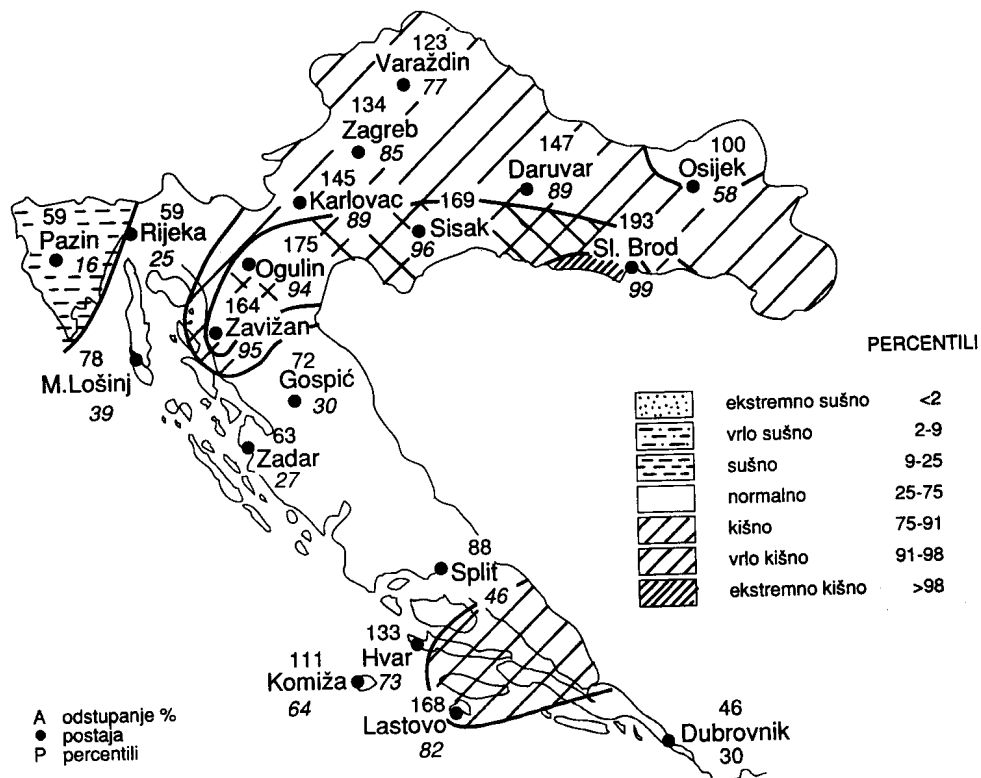 123
Varaždin
77
134
Zagreb
85
147
Daruvar
89
100
Osijek
58
145
Karlovac
89
169
Sisak
96
193
Sl. Brod
99
59
Pazin
16
59
Rijeka
25
175
Ogulin
94
164
Zavižan
95
78
M.Lošinj
39
72
Gospić
30
63
Zadar
27
88
Split
46
133
Hvar
73
111
Komiža
64
168
Lastovo
82
46
Dubrovnik
30
PERCENTILI
ekstremno sušno <2
vrlo sušno 2-9
sušno 9-25
normalno 25-75
kišno 75-91
vrlo kišno 91-98
ekstremno kišno >98
A odstupanje %
● postaja
P percentili